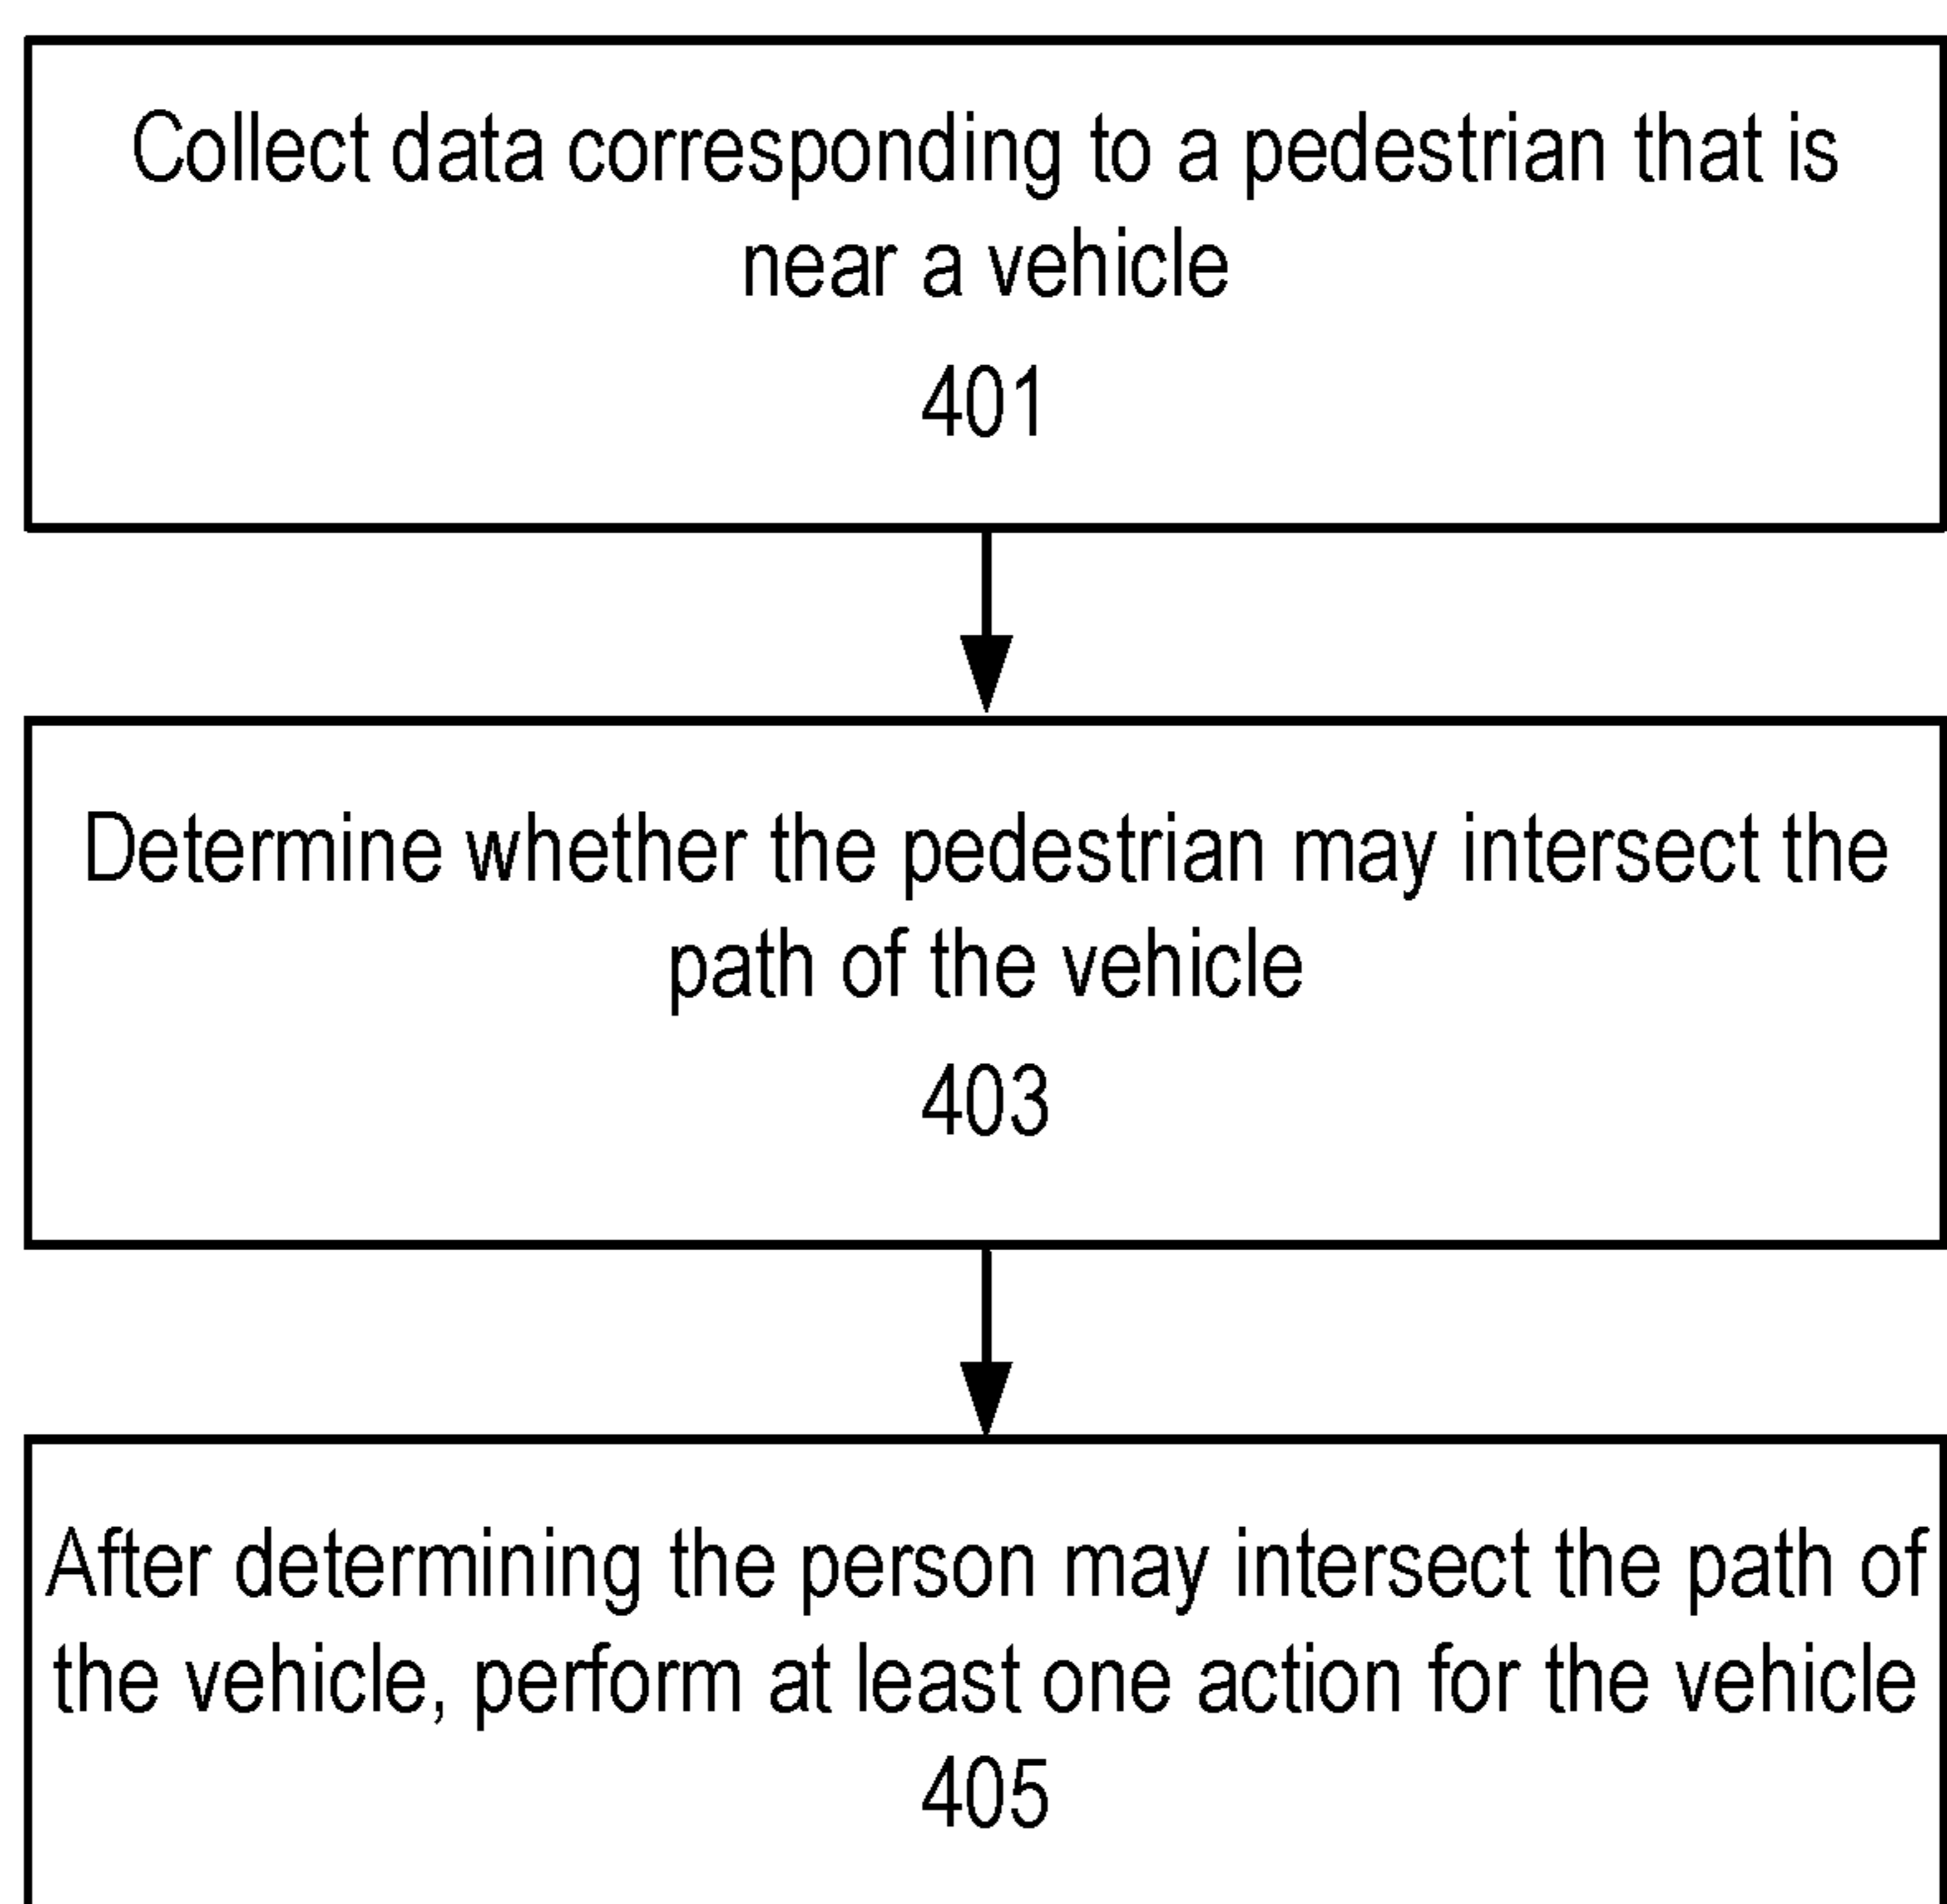 Collect data corresponding to a pedestrian that is
near a vehicle
401
Determine whether the pedestrian may intersect the
path of the vehicle
403
After determining the person may intersect the path of
the vehicle, perform at least one action for the vehicle
405